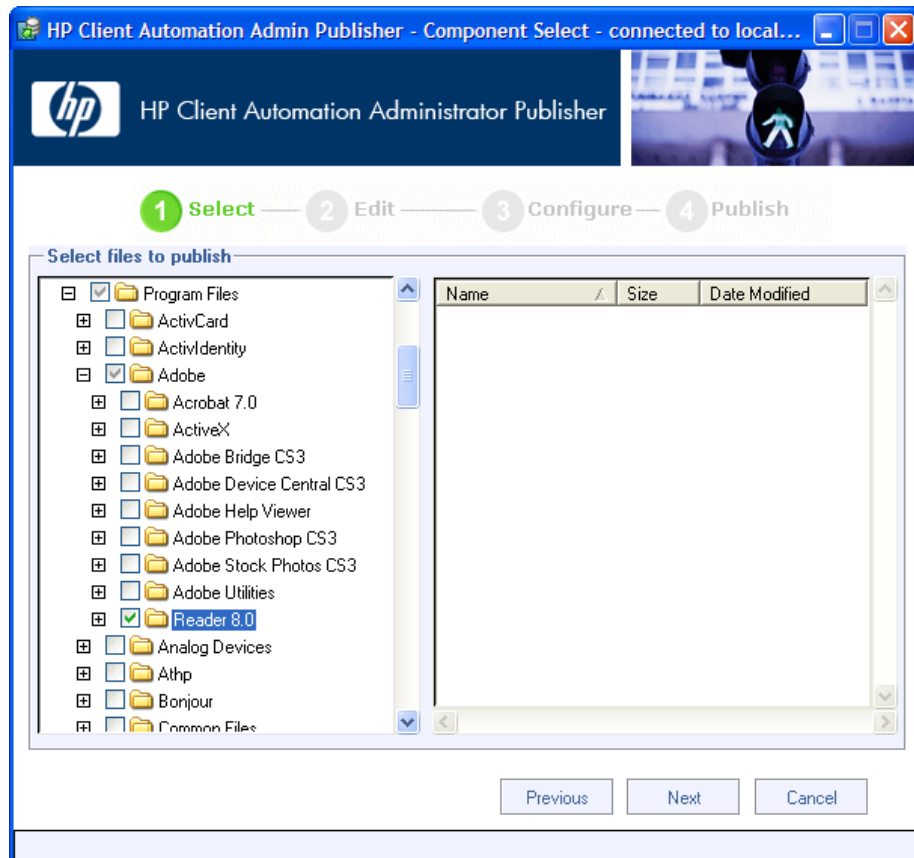 HP Client Automation Admin Publisher - Component Select - connected to local...
hp HP Client Automation Administrator Publisher
1 Select 2 Edit 3 Configure 4 Publish
Select files to publish
Name Size Date Modified
Program Files
ActivCard
ActivIdentity
Adobe
Acrobat 7.0
ActiveX
Adobe Bridge CS3
Adobe Device Central CS3
Adobe Help Viewer
Adobe Photoshop CS3
Adobe Stock Photos CS3
Adobe Utilities
Reader 8.0
Analog Devices
Athp
Bonjour
Common Files
Previous Next Cancel